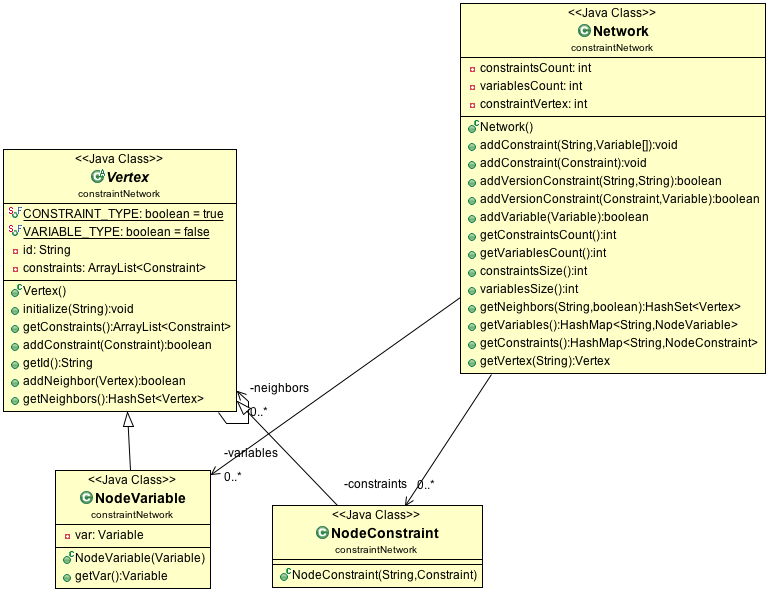 <<Java Class>>
Network
constraintNetwork
constraintsCount: int
variablesCount: int
constraintVertex: int
Network()
addConstraint(String,Variable[]):void
addConstraint(Constraint):void
addVersionConstraint(String,String):boolean
addVersionConstraint(Constraint,Variable):boolean
addVariable(Variable):boolean
getConstraintsCount():int
getVariablesCount():int
constraintsSize():int
variablesSize():int
getNeighbors(String,boolean):HashSet<Vertex>
getVariables():HashMap<String,NodeVariable>
getConstraints():HashMap<String,NodeConstraint>
getVertex(String):Vertex
<<Java Class>>
Vertex
constraintNetwork
CONSTRAINT_TYPE: boolean = true
VARIABLE_TYPE: boolean = false
id: String
constraints: ArrayList<Constraint>
Vertex()
initialize(String):void
getConstraints():ArrayList<Constraint>
addConstraint(Constraint):boolean
getId():String
addNeighbor(Vertex):boolean
getNeighbors():HashSet<Vertex>
-neighbors
0..*
-variables
0..*
-constraints
0..*
<<Java Class>>
NodeVariable
constraintNetwork
var: Variable
NodeVariable(Variable)
getVar():Variable
<<Java Class>>
NodeConstraint
constraintNetwork
NodeConstraint(String,Constraint)